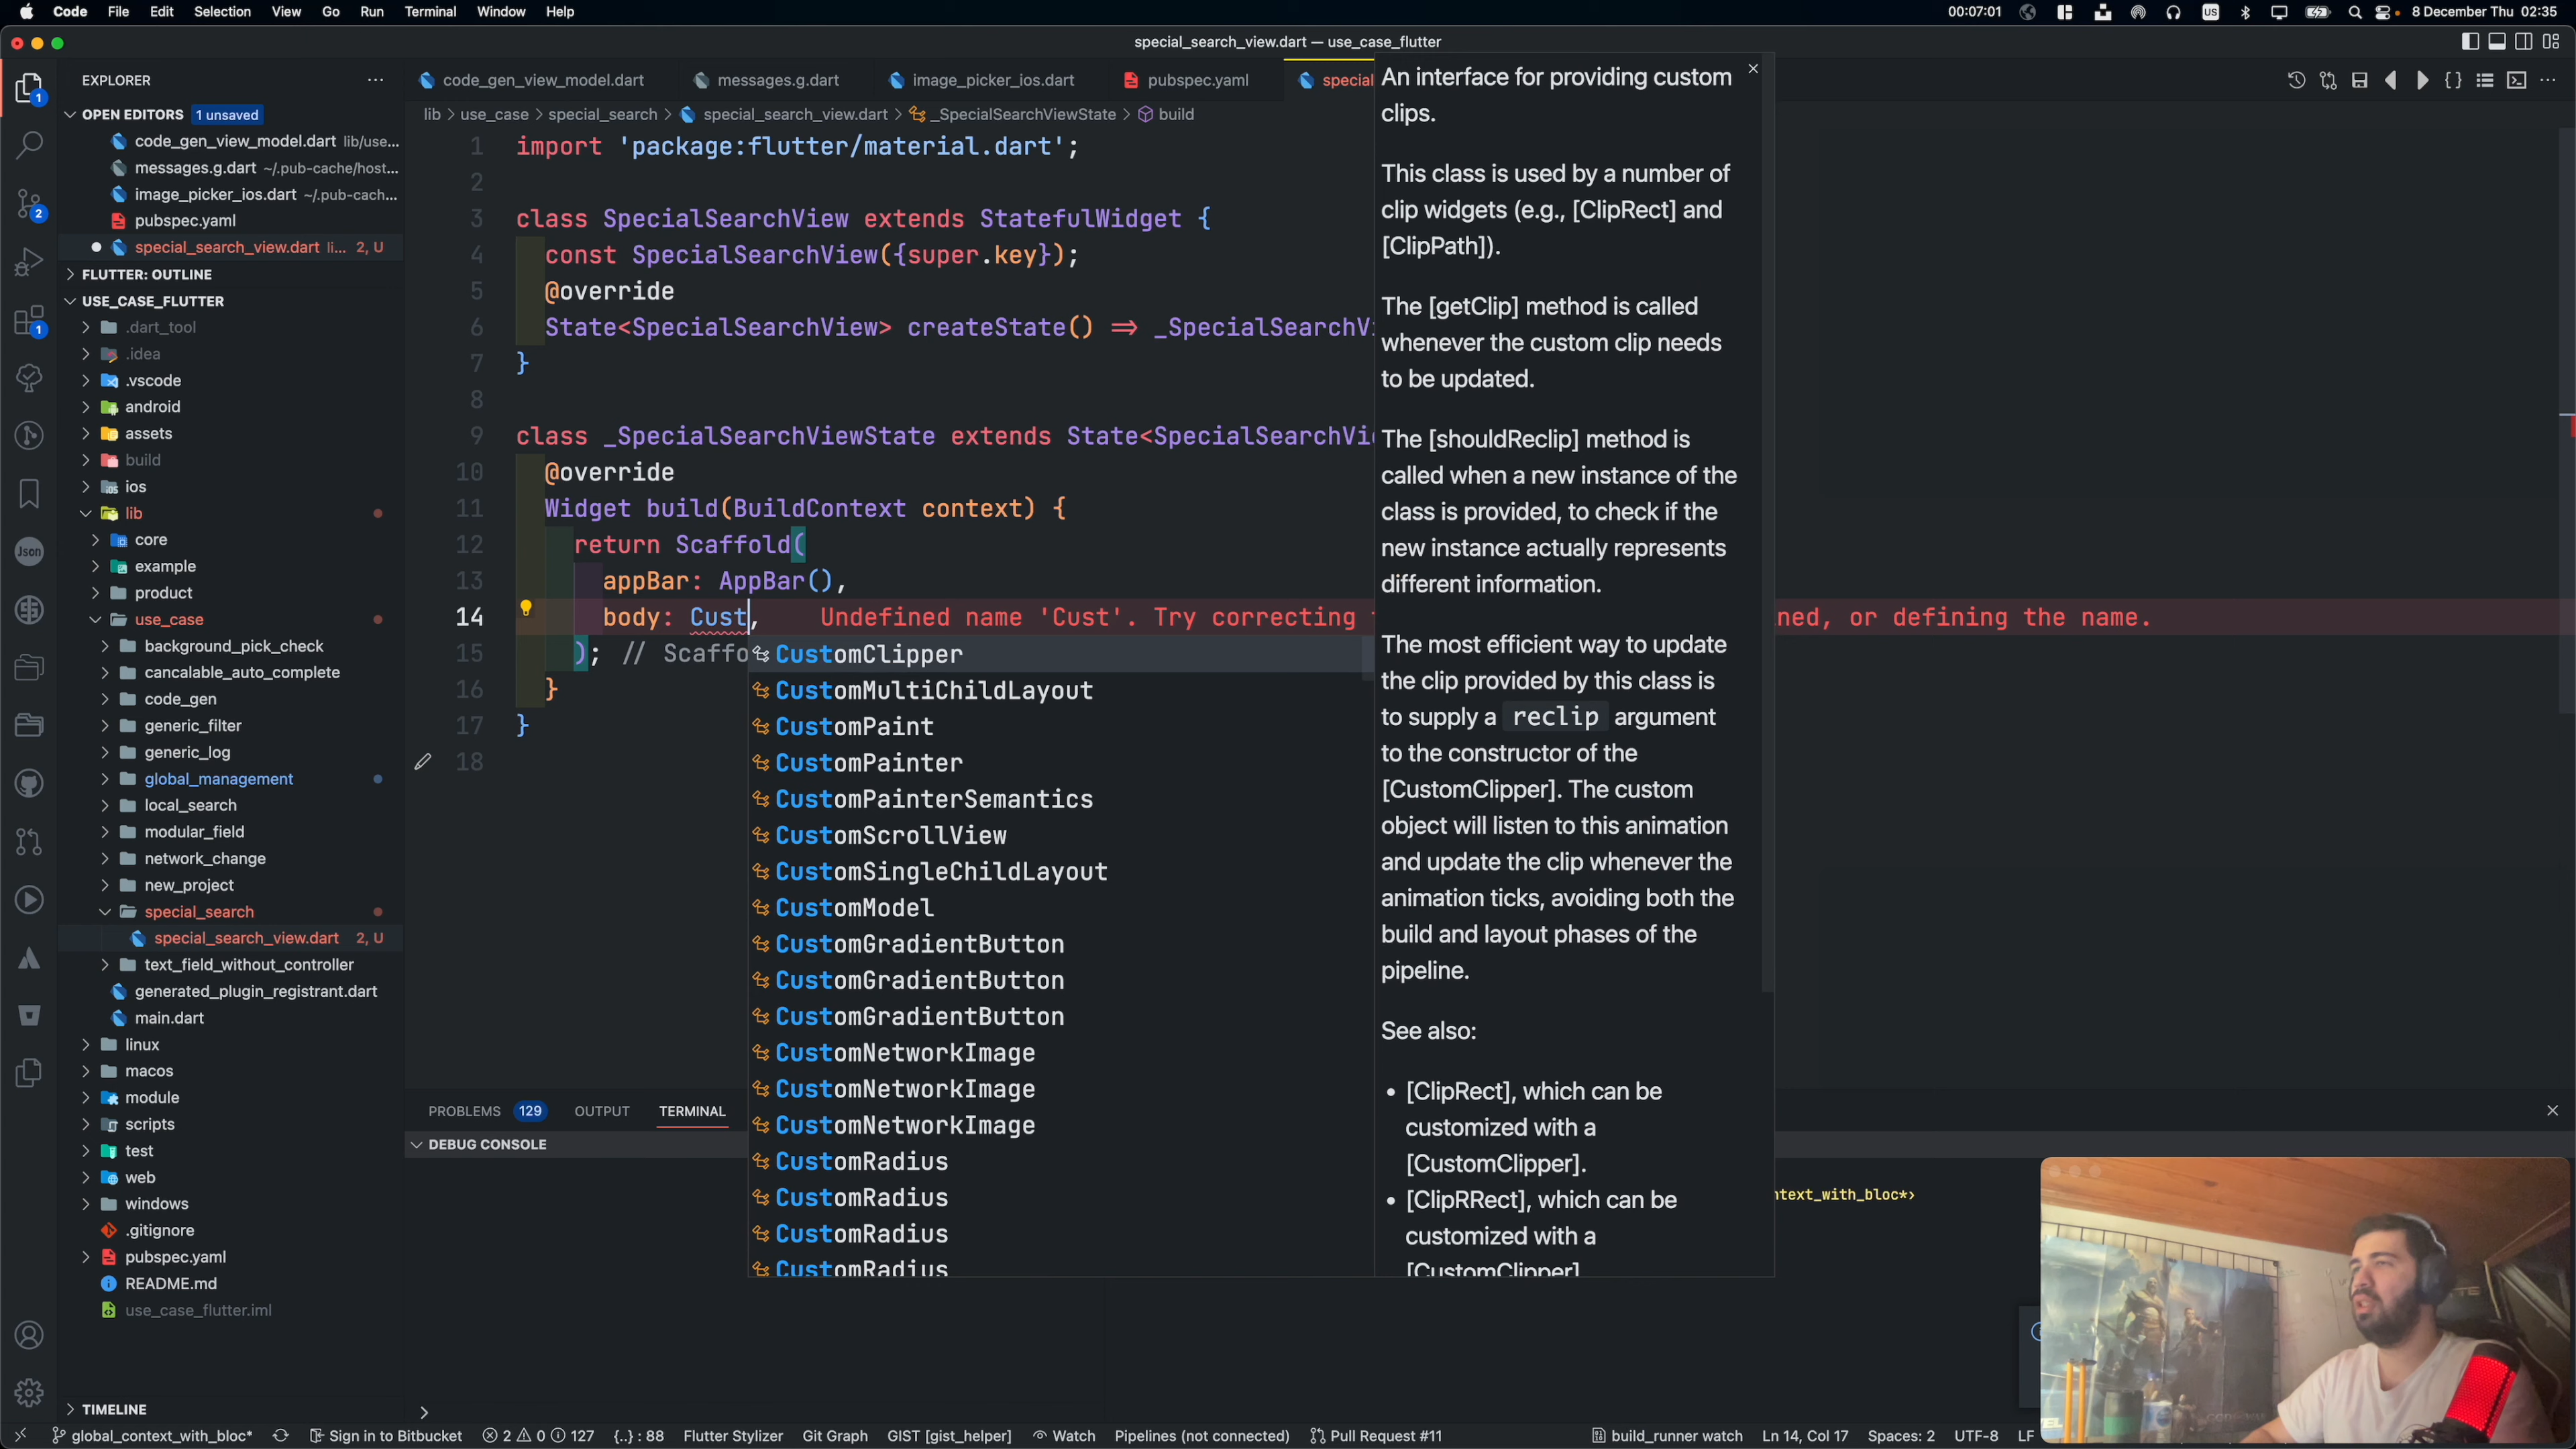 Code File Edit Selection View Go Run Terminal Window Help 00:07:01 US 8 December Thu 02:35
special_search_view.dart — use_case_flutter
EXPLORER
OPEN EDITORS 1 unsaved
code_gen_view_model.dart lib/use...
messages.g.dart ~/.pub-cache/host...
image_picker_ios.dart ~/.pub-cach...
pubspec.yaml
special_search_view.dart li... 2, U
FLUTTER: OUTLINE
USE_CASE_FLUTTER
.dart_tool
.idea
.vscode
android
assets
build
ios
lib
core
example
product
use_case
background_pick_check
cancalable_auto_complete
code_gen
generic_filter
generic_log
global_management
local_search
modular_field
network_change
new_project
special_search
special_search_view.dart 2, U
text_field_without_controller
generated_plugin_registrant.dart
main.dart
linux
macos
module
scripts
test
web
windows
.gitignore
pubspec.yaml
README.md
use_case_flutter.iml
TIMELINE
1
2
1
Json
code_gen_view_model.dart messages.g.dart image_picker_ios.dart pubspec.yaml special
lib > use_case > special_search > special_search_view.dart > _SpecialSearchViewState > build
1 import 'package:flutter/material.dart';
2
3 class SpecialSearchView extends StatefulWidget {
4 const SpecialSearchView({super.key});
5 @override
6 State<SpecialSearchView> createState() => _SpecialSearchV
7 }
8
9 class _SpecialSearchViewState extends State<SpecialSearchVi
10 @override
11 Widget build(BuildContext context) {
12 return Scaffold(
13 appBar: AppBar(),
14 body: Cust, Undefined name 'Cust'. Try correcting ned, or defining the name.
15 ); // Scaffo
16 }
17 }
18
CustomClipper
CustomMultiChildLayout
CustomPaint
CustomPainter
CustomPainterSemantics
CustomScrollView
CustomSingleChildLayout
CustomModel
CustomGradientButton
CustomGradientButton
CustomGradientButton
CustomNetworkImage
CustomNetworkImage
CustomNetworkImage
CustomRadius
CustomRadius
CustomRadius
CustomRadius
An interface for providing custom
clips.
This class is used by a number of
clip widgets (e.g., [ClipRect] and
[ClipPath]).
The [getClip] method is called
whenever the custom clip needs
to be updated.
The [shouldReclip] method is
called when a new instance of the
class is provided, to check if the
new instance actually represents
different information.
The most efficient way to update
the clip provided by this class is
to supply a reclip argument
to the constructor of the
[CustomClipper]. The custom
object will listen to this animation
and update the clip whenever the
animation ticks, avoiding both the
build and layout phases of the
pipeline.
See also:
• [ClipRect], which can be
customized with a
[CustomClipper].
• [ClipRRect], which can be
customized with a
[CustomClipper]
PROBLEMS 129 OUTPUT TERMINAL
DEBUG CONSOLE
ntext_with_bloc*>
global_context_with_bloc* Sign in to Bitbucket 2 0 127 {..} : 88 Flutter Stylizer Git Graph GIST [gist_helper] Watch Pipelines (not connected) Pull Request #11 build_runner watch Ln 14, Col 17 Spaces: 2 UTF-8 LF